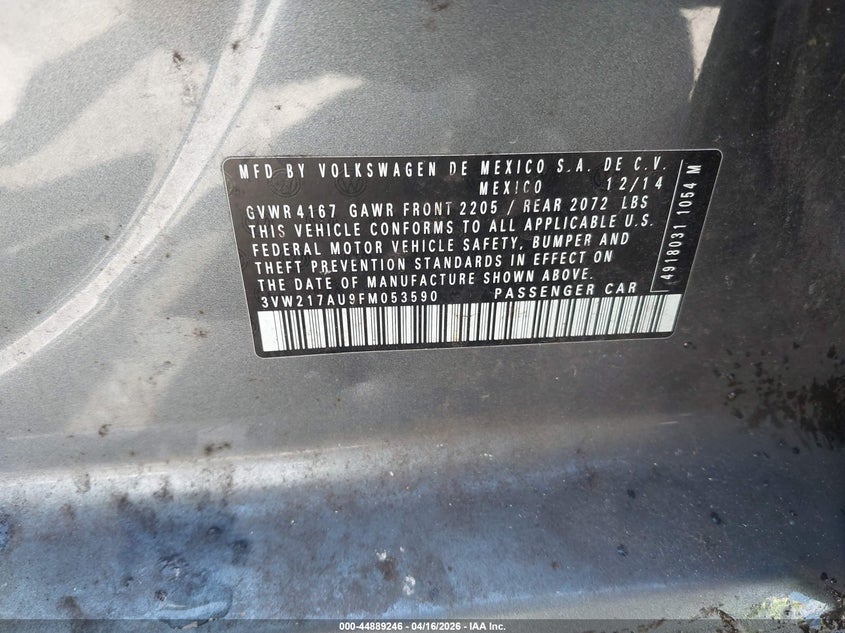 MFD BY VOLKSWAGEN DE MEXICO S.A. DE C.V.
MEXICO 12/14
GVWR 4167 GAWR FRONT 2205 / REAR 2072 LBS
THIS VEHICLE CONFORMS TO ALL APPLICABLE U.S.
FEDERAL MOTOR VEHICLE SAFETY, BUMPER AND
THEFT PREVENTION STANDARDS IN EFFECT ON
THE DATE OF MANUFACTURE SHOWN ABOVE.
3VW217AU9FM053590 PASSENGER CAR
4918031 1054 M
000-44889246 - 04/16/2026 - IAA Inc.